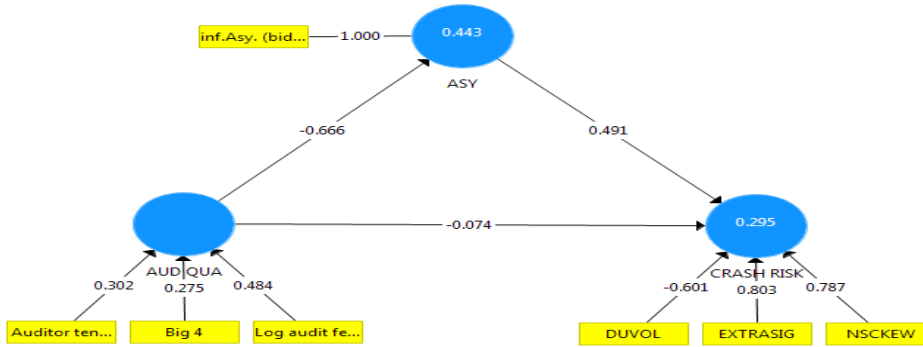 inf.Asy. (bid...
1.000
0.443
ASY
-0.666
0.491
-0.074
0.295
AUD QUA
CRASH RISK
0.302
0.275
0.484
-0.601
0.803
0.787
Auditor ten...
Big 4
Log audit fe...
DUVOL
EXTRASIG
NSCKEW